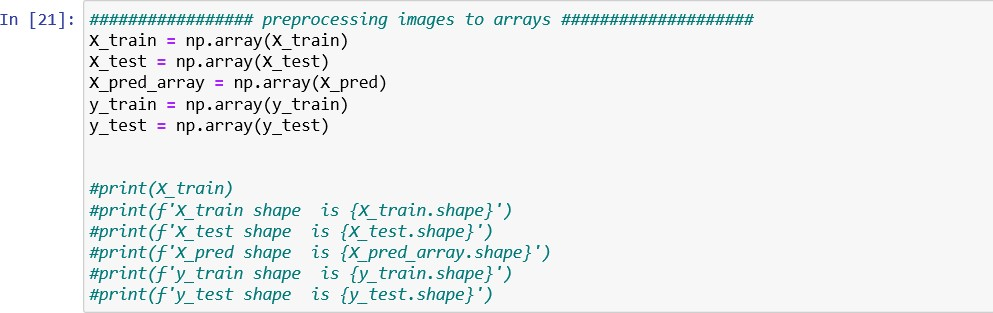 In [21]: ################# preprocessing images to arrays ####################
X_train = np.array(X_train)
X_test = np.array(X_test)
X_pred_array = np.array(X_pred)
y_train = np.array(y_train)
y_test = np.array(y_test)
#print(X_train)
#print(f'X_train shape  is {X_train.shape}')
#print(f'X_test shape  is {X_test.shape}')
#print(f'X_pred shape  is {X_pred_array.shape}')
#print(f'y_train shape  is {y_train.shape}')
#print(f'y_test shape  is {y_test.shape}')